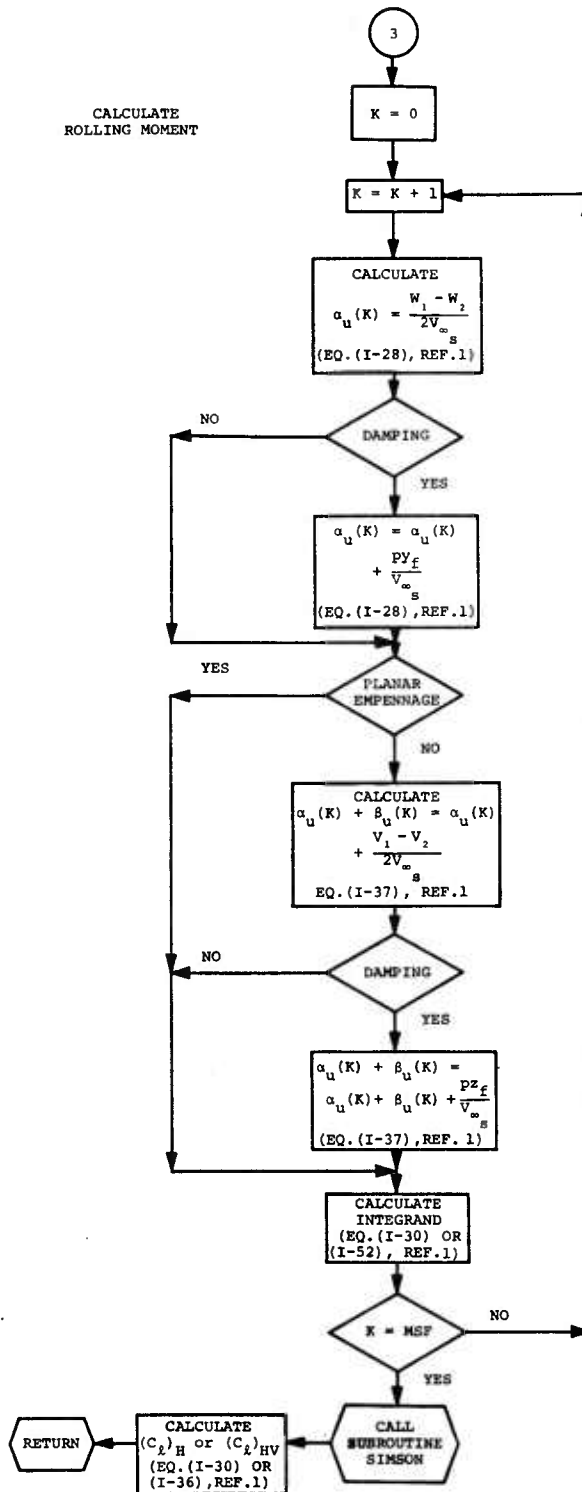 3
CALCULATE
ROLLING MOMENT
K = 0
K = K + 1
CALCULATE
α_u(K) = (W_1 - W_2) / 2V_∞_s
(EQ.(I-28), REF.1)
NO
DAMPING
YES
α_u(K) = α_u(K)
+ py_f / V_∞_s
(EQ.(I-28), REF.1)
YES
PLANAR
EMPENNAGE
NO
CALCULATE
α_u(K) + β_u(K) = α_u(K)
+ (V_1 - V_2) / 2V_∞_s
EQ.(I-37), REF.1
NO
DAMPING
YES
α_u(K) + β_u(K) =
α_u(K)+ β_u(K) + pz_f / V_∞_s
(EQ.(I-37), REF. 1)
CALCULATE
INTEGRAND
(EQ.(I-30) OR
(I-52), REF.1)
K = MSF
NO
YES
CALL
SUBROUTINE
SIMSON
CALCULATE
(C_ℓ)_H or (C_ℓ)_HV
(EQ.(I-30) OR
(I-36),REF.1)
RETURN